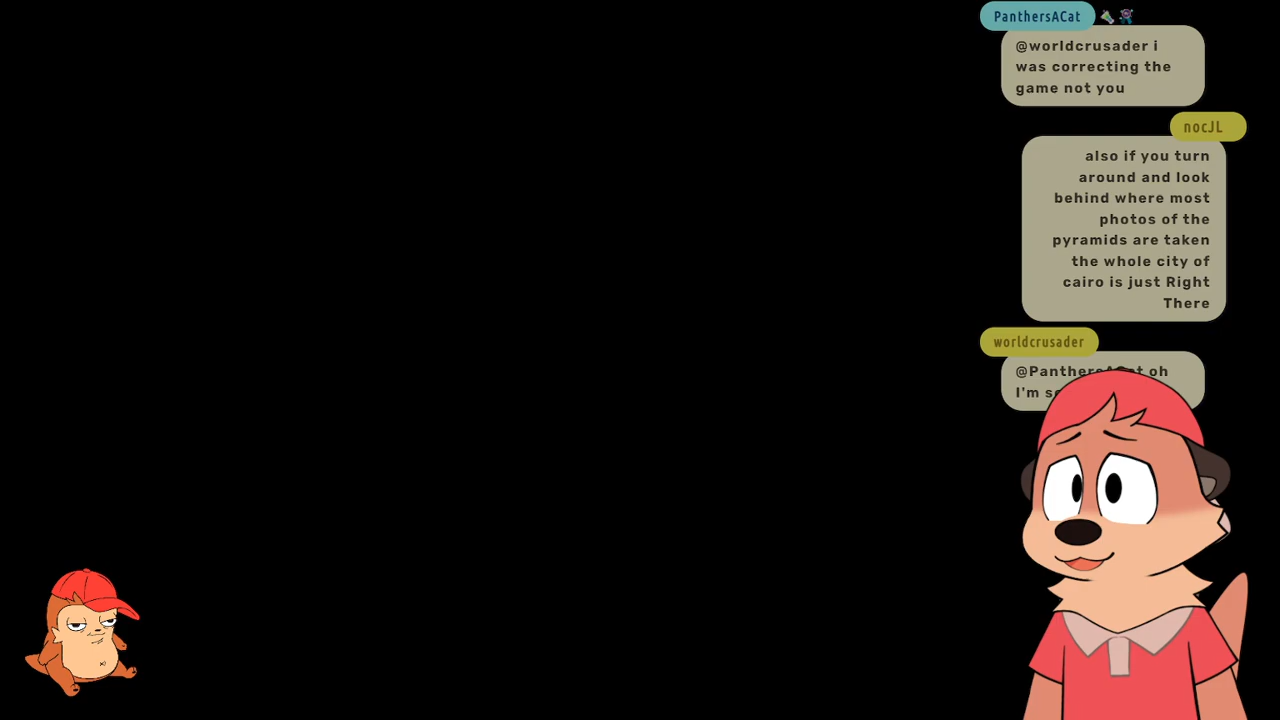 PanthersACat
@worldcrusader i
was correcting the
game not you
nocJL
also if you turn
around and look
behind where most
photos of the
pyramids are taken
the whole city of
cairo is just Right
There
worldcrusader
@PanthersACat oh
I'm